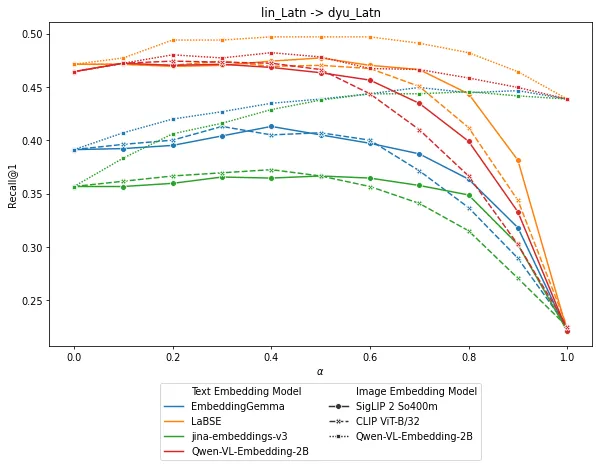 lin_Latn -> dyu_Latn
Recall@1
0.50
0.45
0.40
0.35
0.30
0.25
0.0 0.2 0.4 0.6 0.8 1.0
α
Text Embedding Model
EmbeddingGemma
LaBSE
jina-embeddings-v3
Qwen-VL-Embedding-2B
Image Embedding Model
SigLIP 2 So400m
CLIP ViT-B/32
Qwen-VL-Embedding-2B